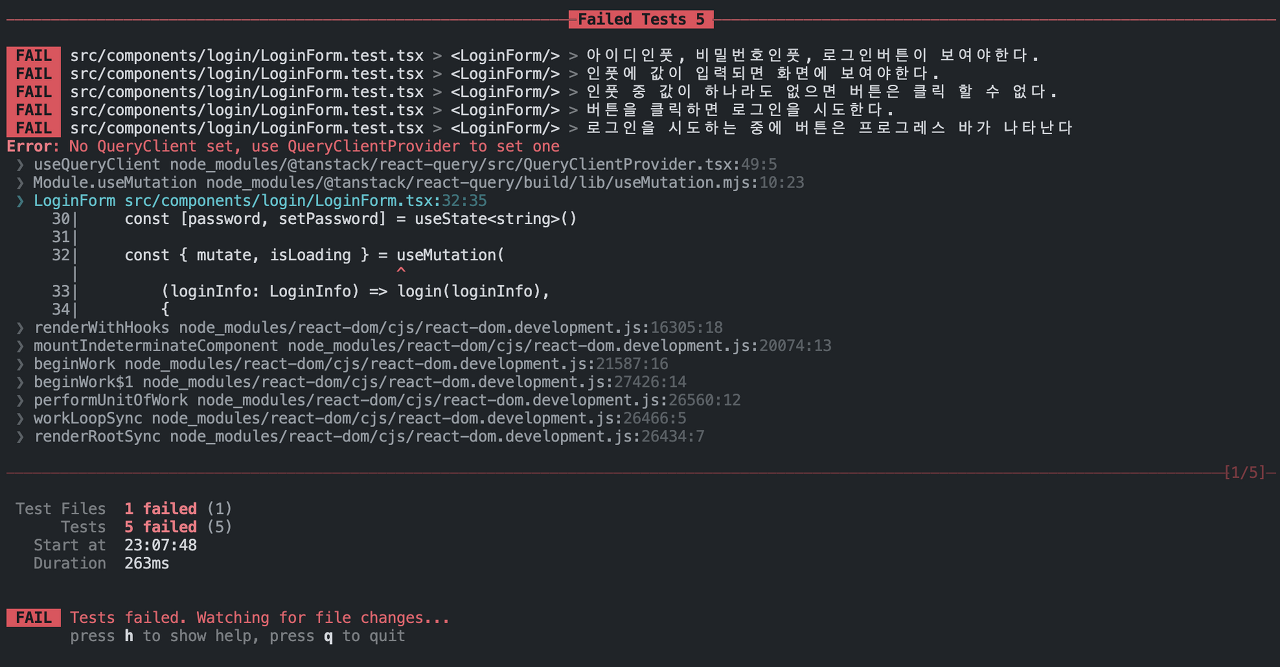 Failed Tests 5
FAIL src/components/login/LoginForm.test.tsx > <LoginForm/> > 아이디인풋, 비밀번호인풋, 로그인버튼이 보여야한다.
FAIL src/components/login/LoginForm.test.tsx > <LoginForm/> > 인풋에 값이 입력되면 화면에 보여야한다.
FAIL src/components/login/LoginForm.test.tsx > <LoginForm/> > 인풋 중 값이 하나라도 없으면 버튼은 클릭 할 수 없다.
FAIL src/components/login/LoginForm.test.tsx > <LoginForm/> > 버튼을 클릭하면 로그인을 시도한다.
FAIL src/components/login/LoginForm.test.tsx > <LoginForm/> > 로그인을 시도하는 중에 버튼은 프로그레스 바가 나타난다
Error: No QueryClient set, use QueryClientProvider to set one
❯ useQueryClient node_modules/@tanstack/react-query/src/QueryClientProvider.tsx:49:5
❯ Module.useMutation node_modules/@tanstack/react-query/build/lib/useMutation.mjs:10:23
❯ LoginForm src/components/login/LoginForm.tsx:32:35
30|     const [password, setPassword] = useState<string>()
31|
32|     const { mutate, isLoading } = useMutation(
|                                   ^
33|         (loginInfo: LoginInfo) => login(loginInfo),
34|         {
❯ renderWithHooks node_modules/react-dom/cjs/react-dom.development.js:16305:18
❯ mountIndeterminateComponent node_modules/react-dom/cjs/react-dom.development.js:20074:13
❯ beginWork node_modules/react-dom/cjs/react-dom.development.js:21587:16
❯ beginWork$1 node_modules/react-dom/cjs/react-dom.development.js:27426:14
❯ performUnitOfWork node_modules/react-dom/cjs/react-dom.development.js:26560:12
❯ workLoopSync node_modules/react-dom/cjs/react-dom.development.js:26466:5
❯ renderRootSync node_modules/react-dom/cjs/react-dom.development.js:26434:7
[1/5]
Test Files  1 failed (1)
Tests  5 failed (5)
Start at  23:07:48
Duration  263ms
FAIL Tests failed. Watching for file changes...
press h to show help, press q to quit